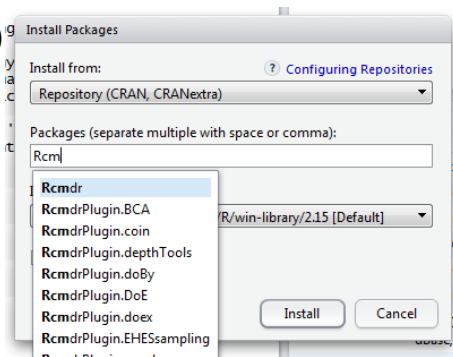 Install Packages
Install from:
? Configuring Repositories
Repository (CRAN, CRANextra)
Packages (separate multiple with space or comma):
Rcm
Rcmdr
RcmdrPlugin.BCA
/R/win-library/2.15 [Default]
RcmdrPlugin.coin
RcmdrPlugin.depthTools
RcmdrPlugin.doBy
RcmdrPlugin.DoE
RcmdrPlugin.doex
RcmdrPlugin.EHESsampling
Install
Cancel